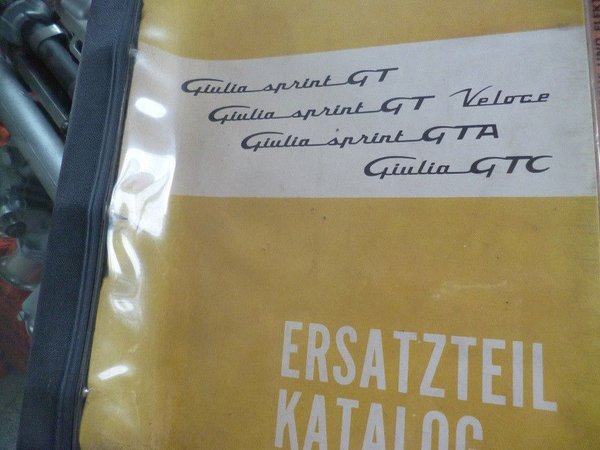 Giulia sprint GT
Giulia sprint GT Veloce
Giulia sprint GTA
Giulia GTC
ERSATZTEIL
KATALOG